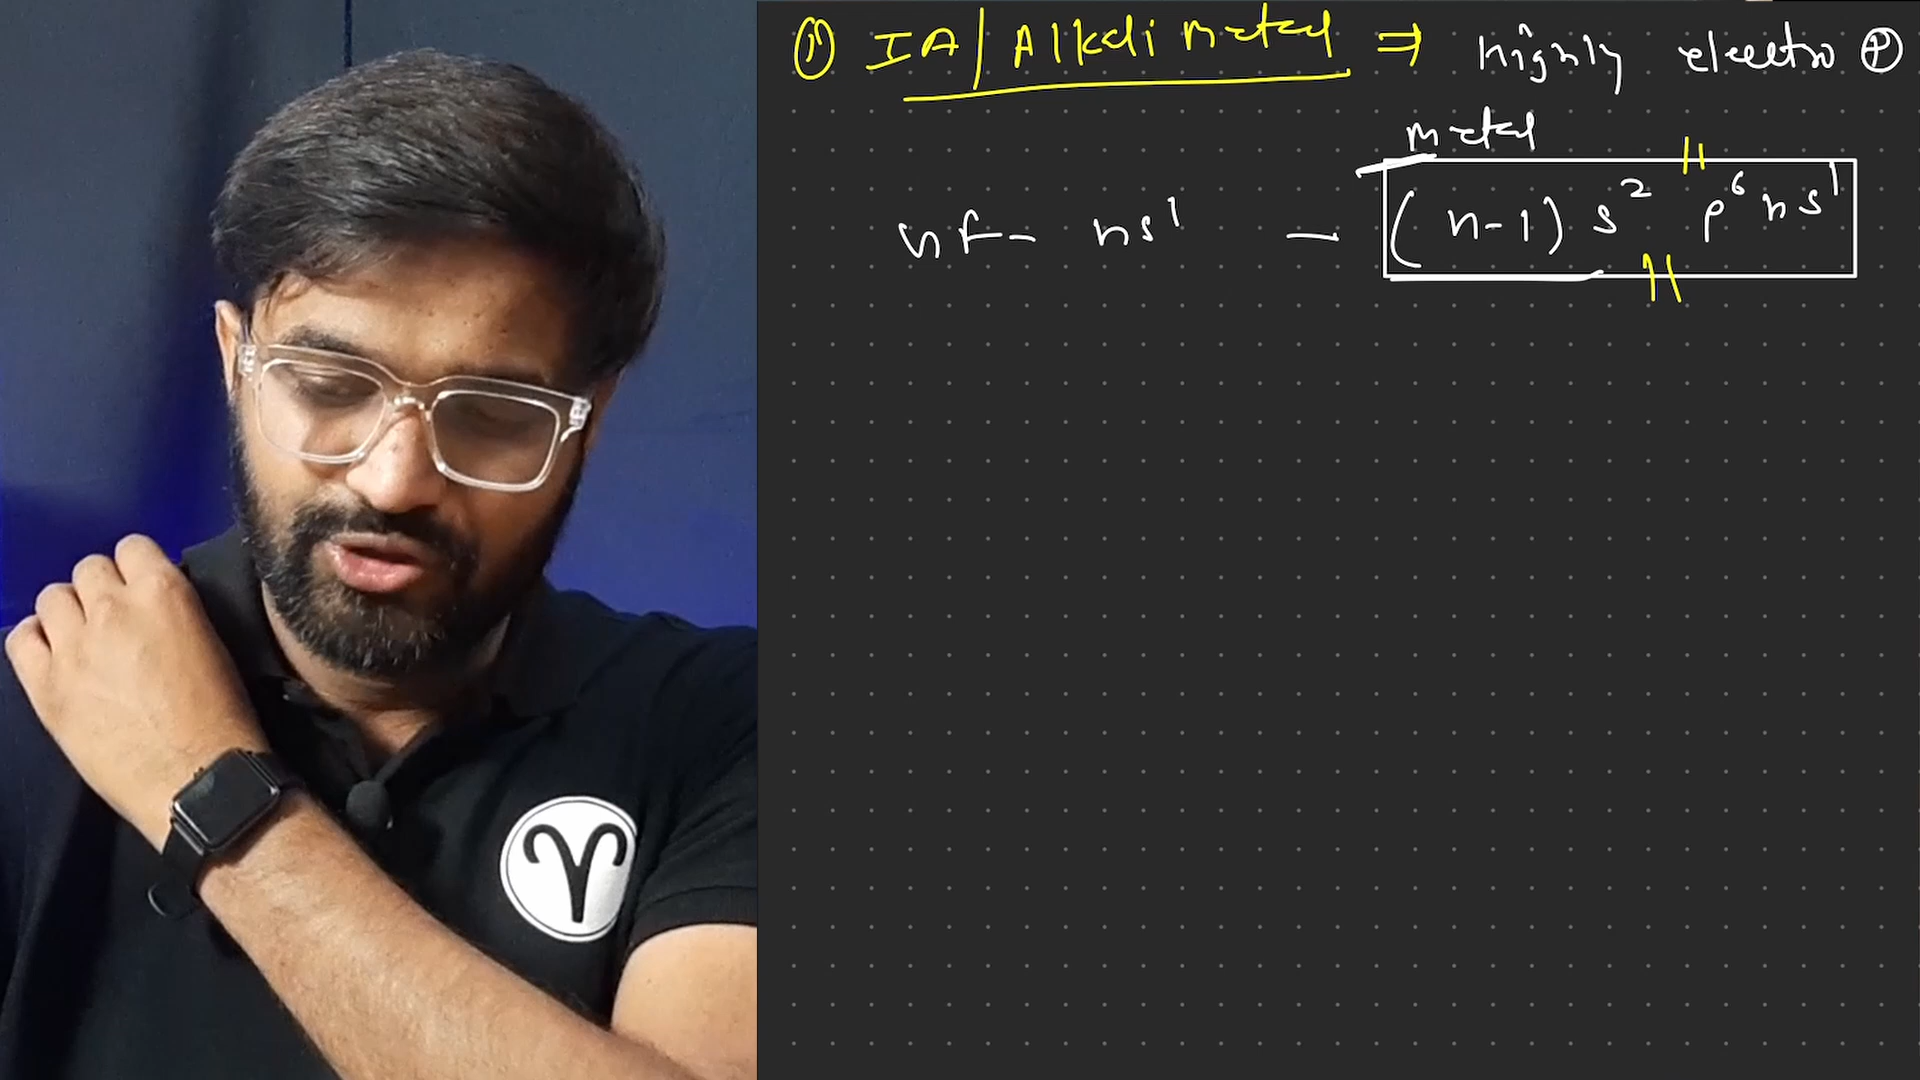 ① IA/Alkali Metal ⇒ highly electro ⊕
metal
ns¹ — (n-1) s² p⁶ ns¹